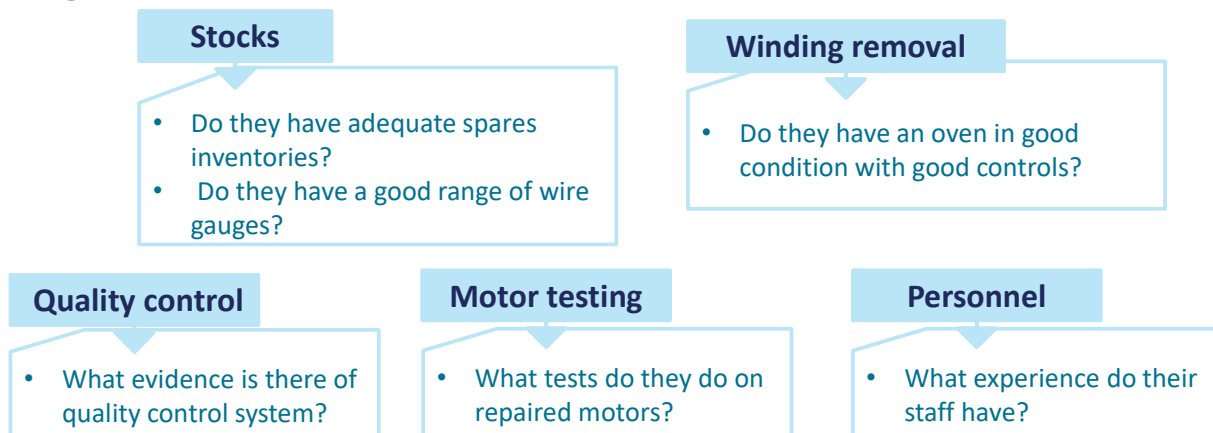 Stocks
• Do they have adequate spares
inventories?
• Do they have a good range of wire
gauges?
Winding removal
• Do they have an oven in good
condition with good controls?
Quality control
• What evidence is there of
quality control system?
Motor testing
• What tests do they do on
repaired motors?
Personnel
• What experience do their
staff have?